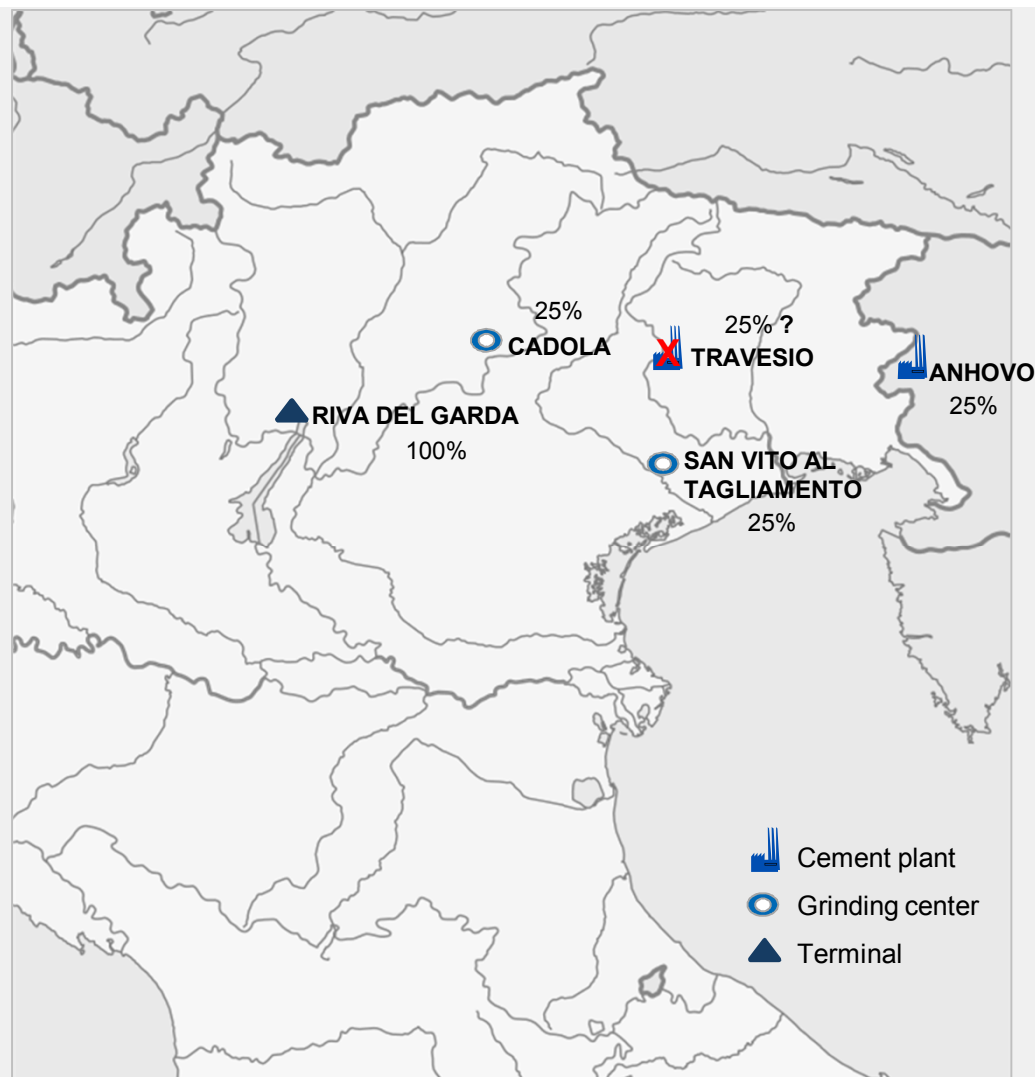 25%
CADOLA
25% ?
TRAVESIO
X
ANHOVO
25%
RIVA DEL GARDA
100%
SAN VITO AL
TAGLIAMENTO
25%
Cement plant
Grinding center
Terminal